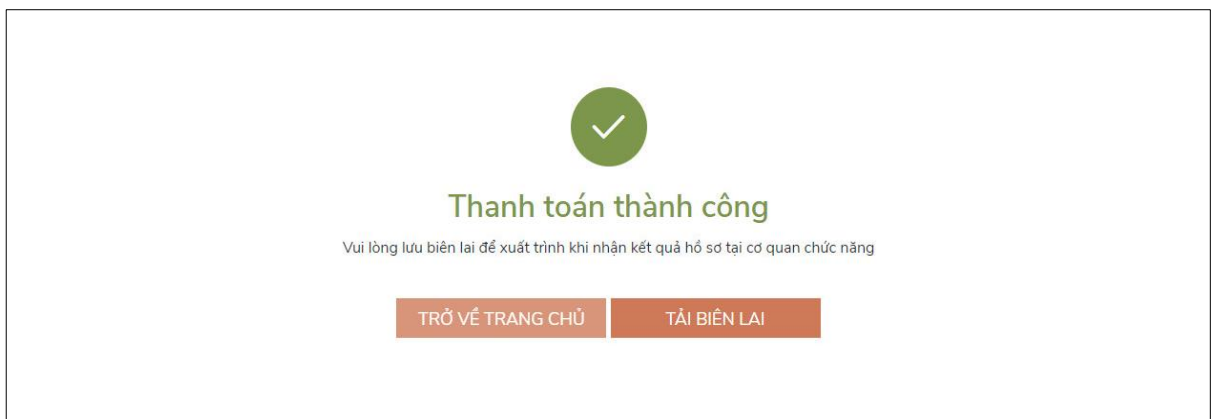 Thanh toán thành công
Vui lòng lưu biên lai để xuất trình khi nhận kết quả hồ sơ tại cơ quan chức năng
TRỞ VỀ TRANG CHỦ
TẢI BIÊN LAI